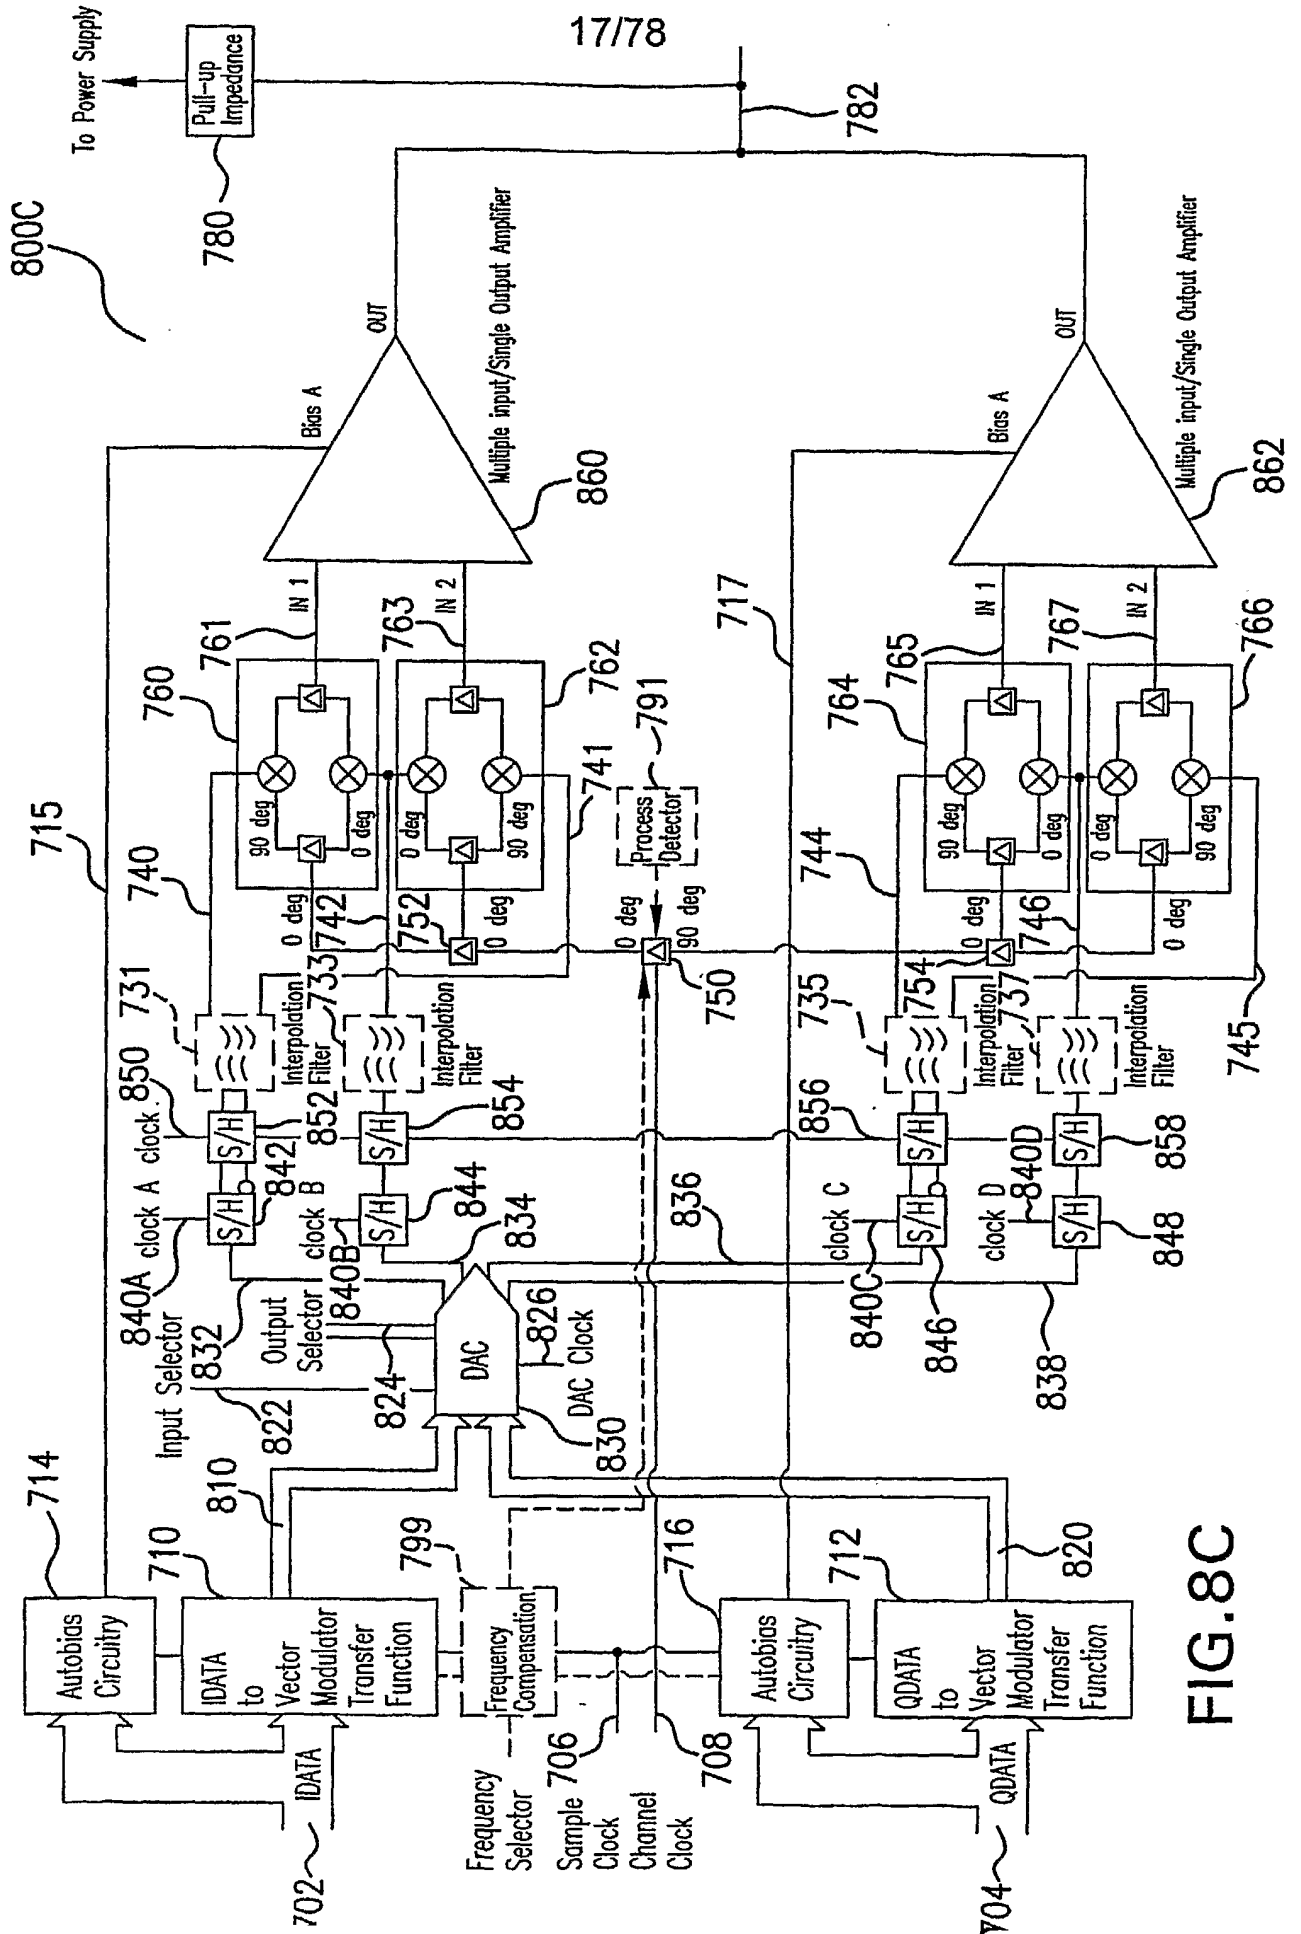 17/78
800C
To Power Supply
Pull-up
Impedance
780
782
715
714
Autobias
Circuitry
710
IDATA
to
Vector
Modulator
Transfer
Function
IDATA
702
810
Input Selector
822
832
Output
Selector
824
DAC
826
DAC Clock
830
834
836
838
840A
clock A
842
S/H
clock
850
S/H
852
731
Interpolation
Filter
840B
clock B
844
S/H
S/H
854
733
Interpolation
Filter
740
742
741
0 deg
752
0 deg
760
90 deg
0 deg
761
IN 1
762
0 deg
90 deg
763
IN 2
Bias A
OUT
Multiple input/Single Output Amplifier
860
799
Frequency
Compensation
Frequency
Selector
706
Sample
Clock
708
Channel
Clock
791
Process
Detector
0 deg
90 deg
750
717
716
Autobias
Circuitry
712
QDATA
to
Vector
Modulator
Transfer
Function
QDATA
704
820
840C
clock C
846
S/H
856
S/H
735
Interpolation
Filter
840D
clock D
848
S/H
S/H
858
737
Interpolation
Filter
744
746
745
754
0 deg
0 deg
764
90 deg
0 deg
765
IN 1
766
0 deg
90 deg
767
IN 2
Bias A
OUT
Multiple input/Single Output Amplifier
862
FIG.8C